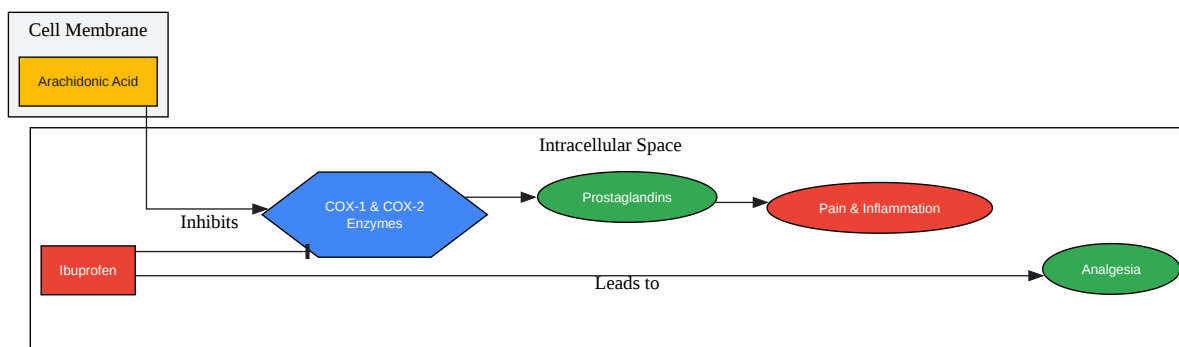 Cell Membrane
Arachidonic Acid
Intracellular Space
COX-1 & COX-2
Enzymes
Prostaglandins
Pain & Inflammation
Inhibits
Ibuprofen
Leads to
Analgesia